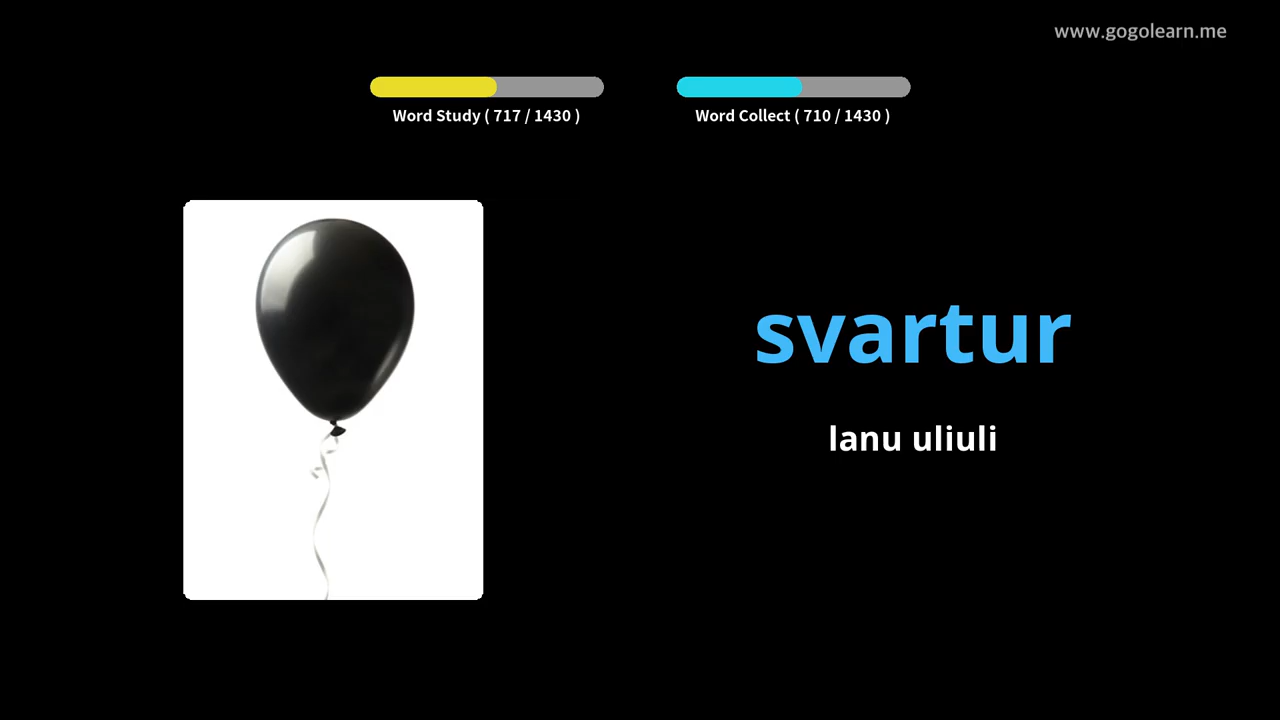 www.gogolearn.me
Word Study ( 717 / 1430 )
Word Collect ( 710 / 1430 )
svartur
lanu uliuli